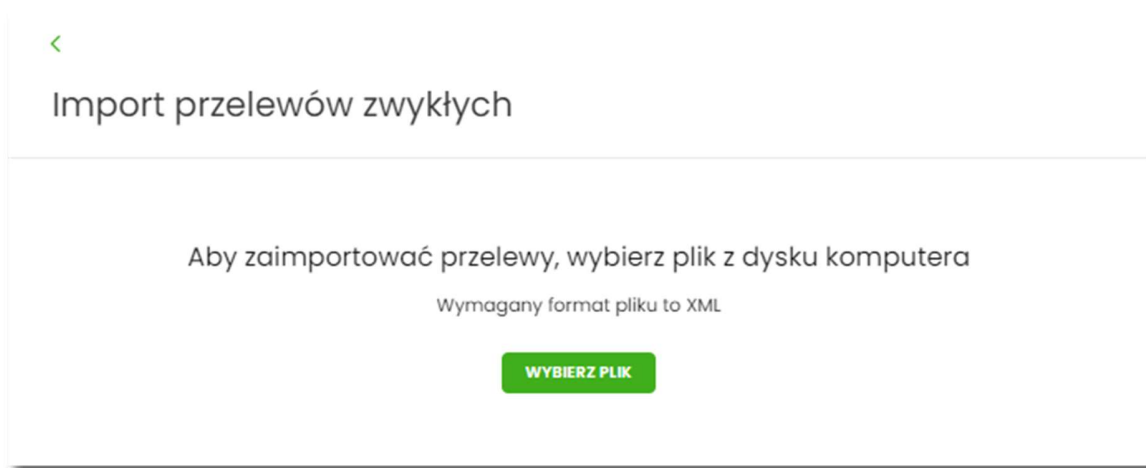 Import przelewów zwykłych
Aby zaimportować przelewy, wybierz plik z dysku komputera
Wymagany format pliku to XML
WYBIERZ PLIK